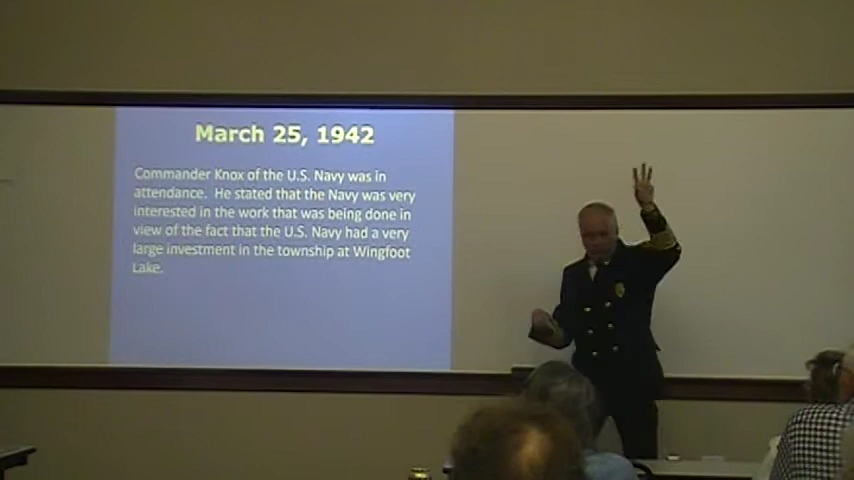 March 25, 1942
Commander Knox of the U.S. Navy was in
attendance. He stated that the Navy was very
interested in the work that was being done in
view of the fact that the U.S. Navy had a very
large investment in the township at Wingfoot
Lake.